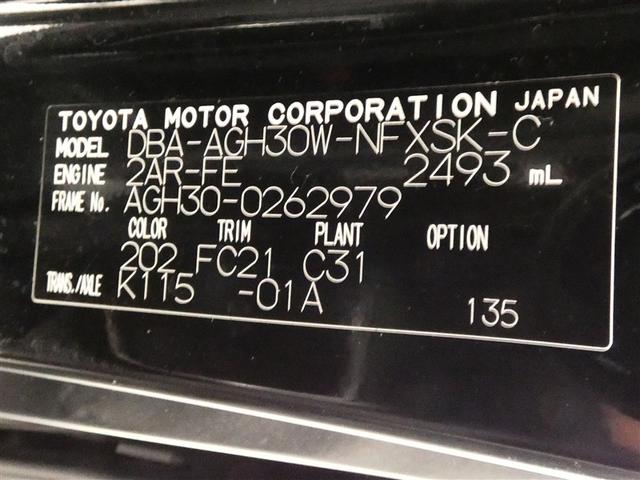 TOYOTA MOTOR CORPORATION JAPAN
MODEL DBA-AGH30W-NFXSK-C
ENGINE 2AR-FE 2493 mL
FRAME No. AGH30-0262979
COLOR TRIM PLANT OPTION
202 FC21 C31
TRANS./AXLE K115 -01A 135